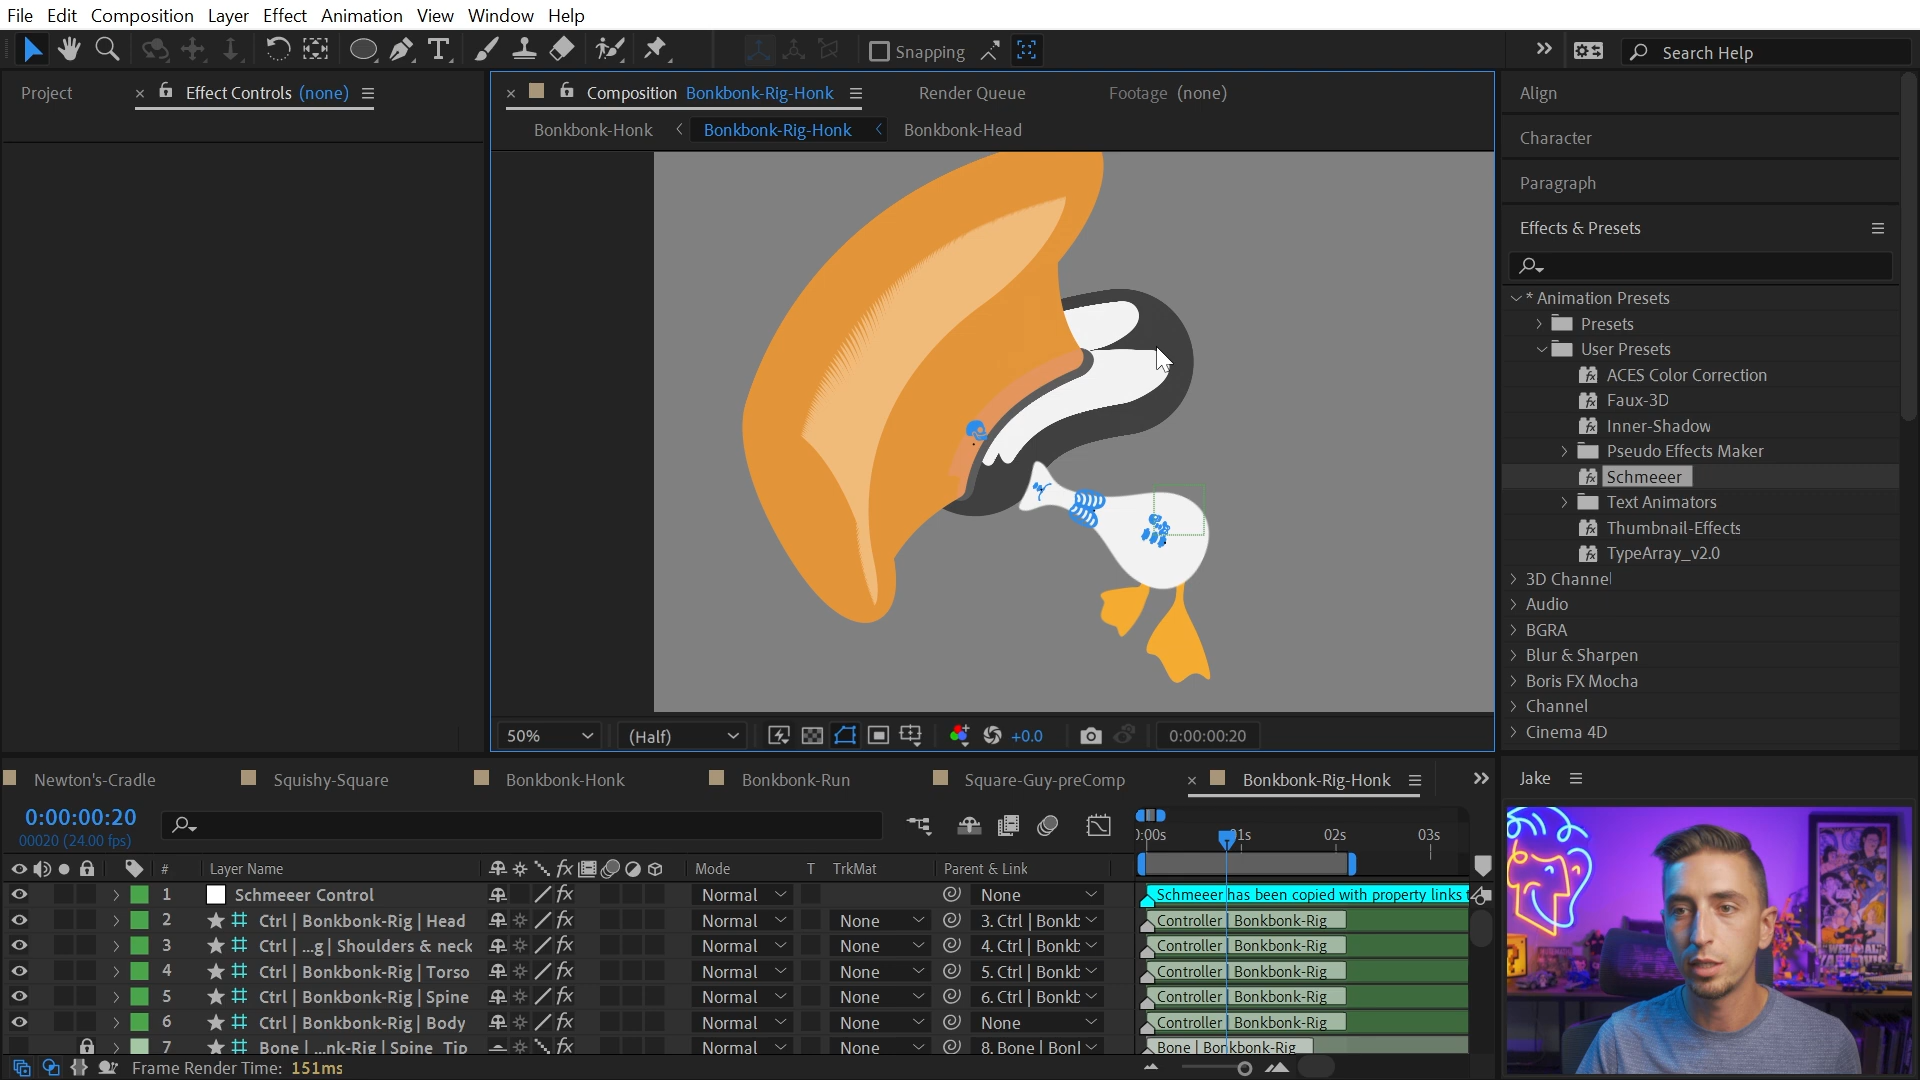 File Edit Composition Layer Effect Animation View Window Help
Snapping
Search Help
Project
Effect Controls (none)
Composition Bonkbonk-Rig-Honk
Render Queue
Footage (none)
Bonkbonk-Honk
Bonkbonk-Rig-Honk
Bonkbonk-Head
Align
Character
Paragraph
Effects & Presets
* Animation Presets
Presets
User Presets
ACES Color Correction
Faux-3D
Inner-Shadow
Pseudo Effects Maker
Schmeeer
Text Animators
Thumbnail-Effects
TypeArray_v2.0
3D Channel
Audio
BGRA
Blur & Sharpen
Boris FX Mocha
Channel
Cinema 4D
50%
(Half)
+0.0
0:00:00:20
Newton's-Cradle
Squishy-Square
Bonkbonk-Honk
Bonkbonk-Run
Square-Guy-preComp
Bonkbonk-Rig-Honk
Jake
0:00:00:20
00020 (24.00 fps)
):00s
01s
02s
03s
# Layer Name
Mode
T TrkMat
Parent & Link
1 Schmeeer Control Normal None
Schmeeer has been copied with property links t
2 Ctrl | Bonkbonk-Rig | Head Normal None 3. Ctrl | Bonkb
Controller | Bonkbonk-Rig
3 Ctrl | ...g | Shoulders & neck Normal None 4. Ctrl | Bonkb
Controller | Bonkbonk-Rig
4 Ctrl | Bonkbonk-Rig | Torso Normal None 5. Ctrl | Bonkb
Controller | Bonkbonk-Rig
5 Ctrl | Bonkbonk-Rig | Spine Normal None 6. Ctrl | Bonkb
Controller | Bonkbonk-Rig
6 Ctrl | Bonkbonk-Rig | Body Normal None None
Controller | Bonkbonk-Rig
7 Bone | ...nk-Rig | Spine Tip Normal None 8. Bone | Bonl
Bone | Bonkbonk-Rig
Frame Render Time: 151ms